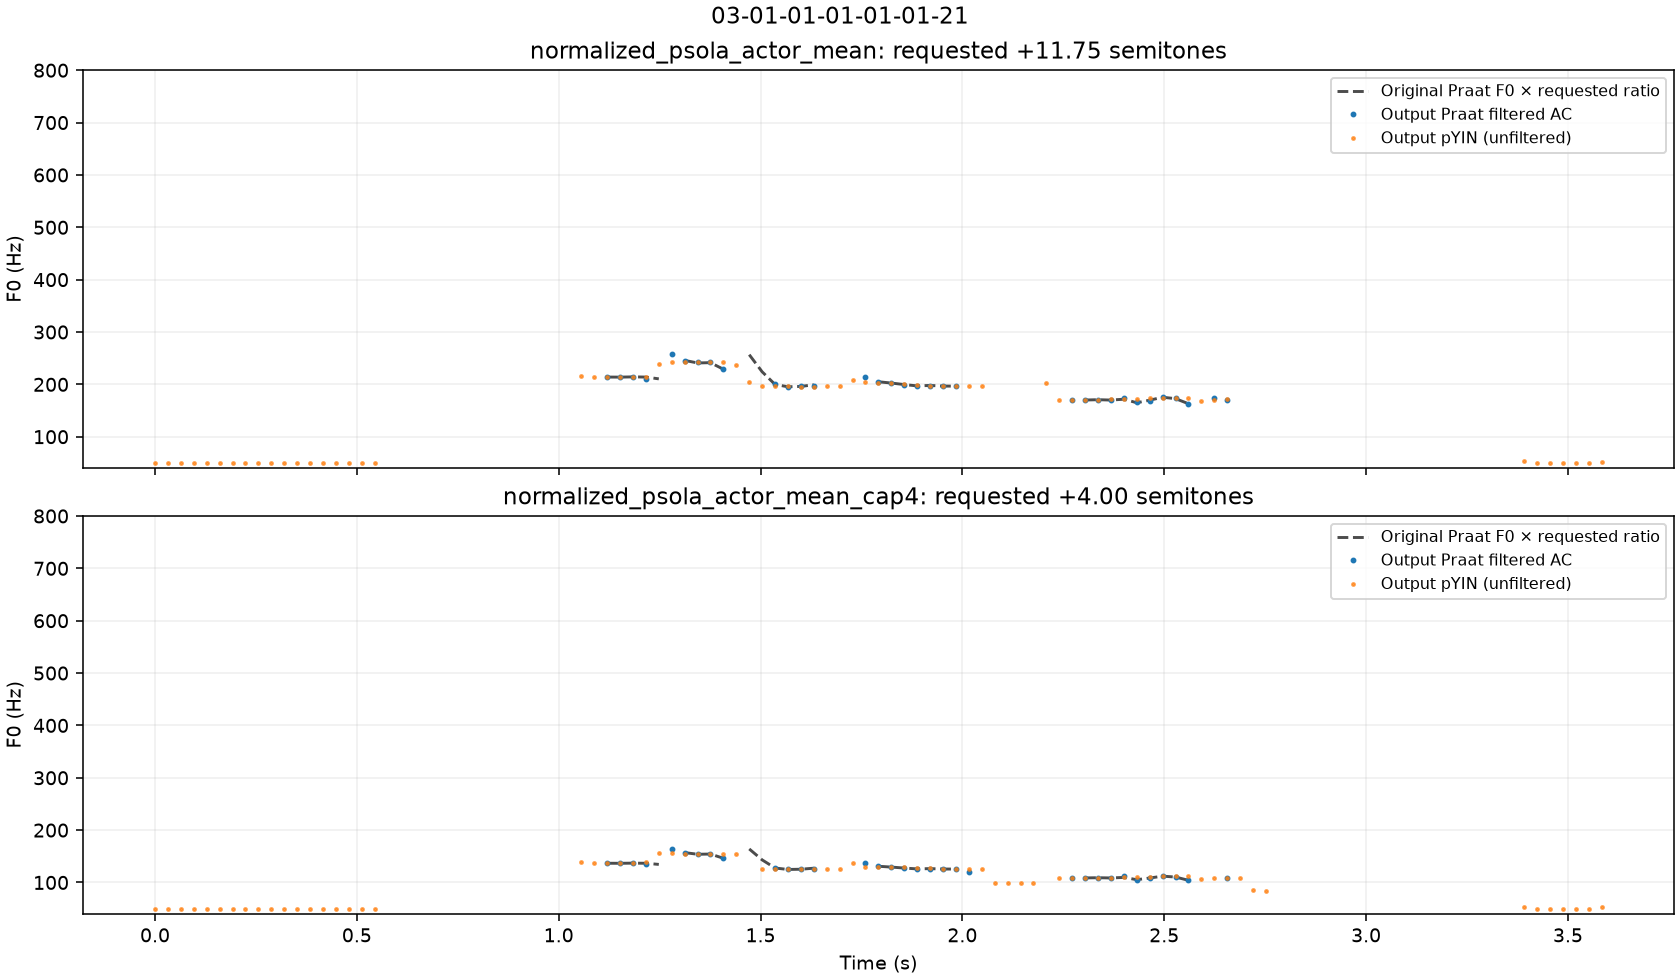 03-01-01-01-01-01-21
normalized_psola_actor_mean: requested +11.75 semitones
800
700
600
500
400
300
200
100
F0 (Hz)
Original Praat F0 × requested ratio
Output Praat filtered AC
Output pYIN (unfiltered)
normalized_psola_actor_mean_cap4: requested +4.00 semitones
800
700
600
500
400
300
200
100
F0 (Hz)
Original Praat F0 × requested ratio
Output Praat filtered AC
Output pYIN (unfiltered)
0.0 0.5 1.0 1.5 2.0 2.5 3.0 3.5
Time (s)